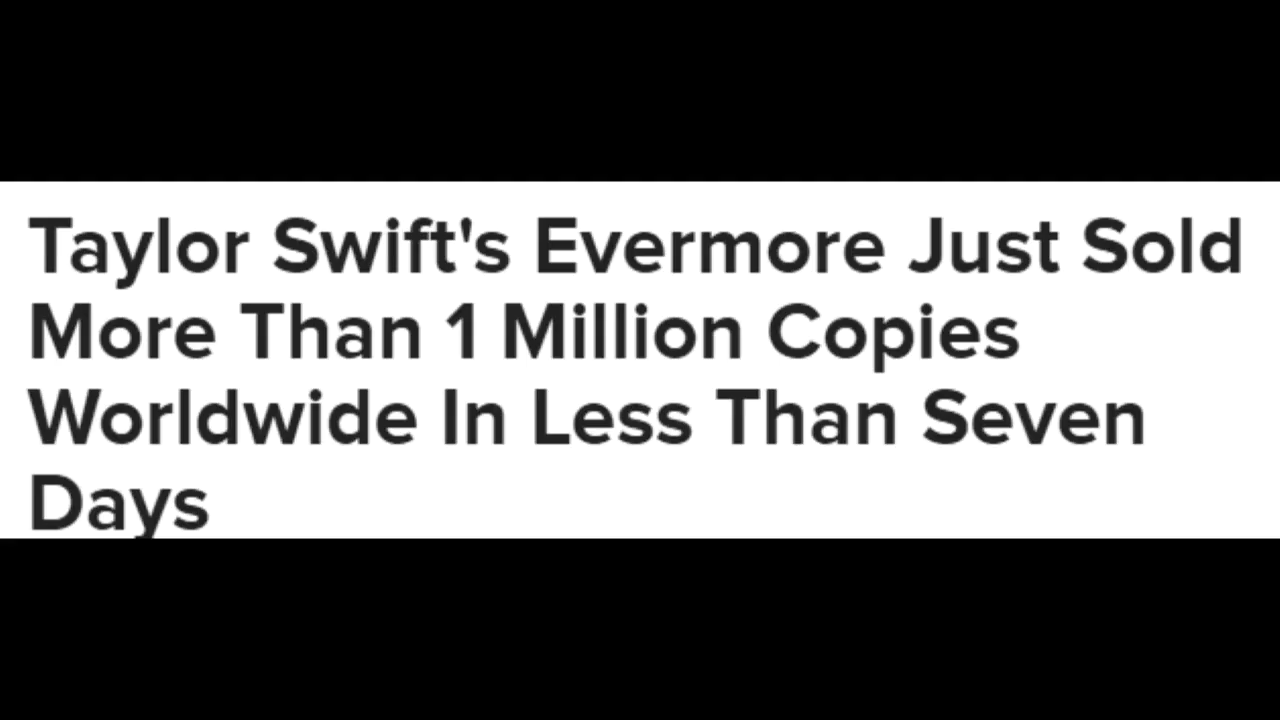 Taylor Swift's Evermore Just Sold
More Than 1 Million Copies
Worldwide In Less Than Seven
Days